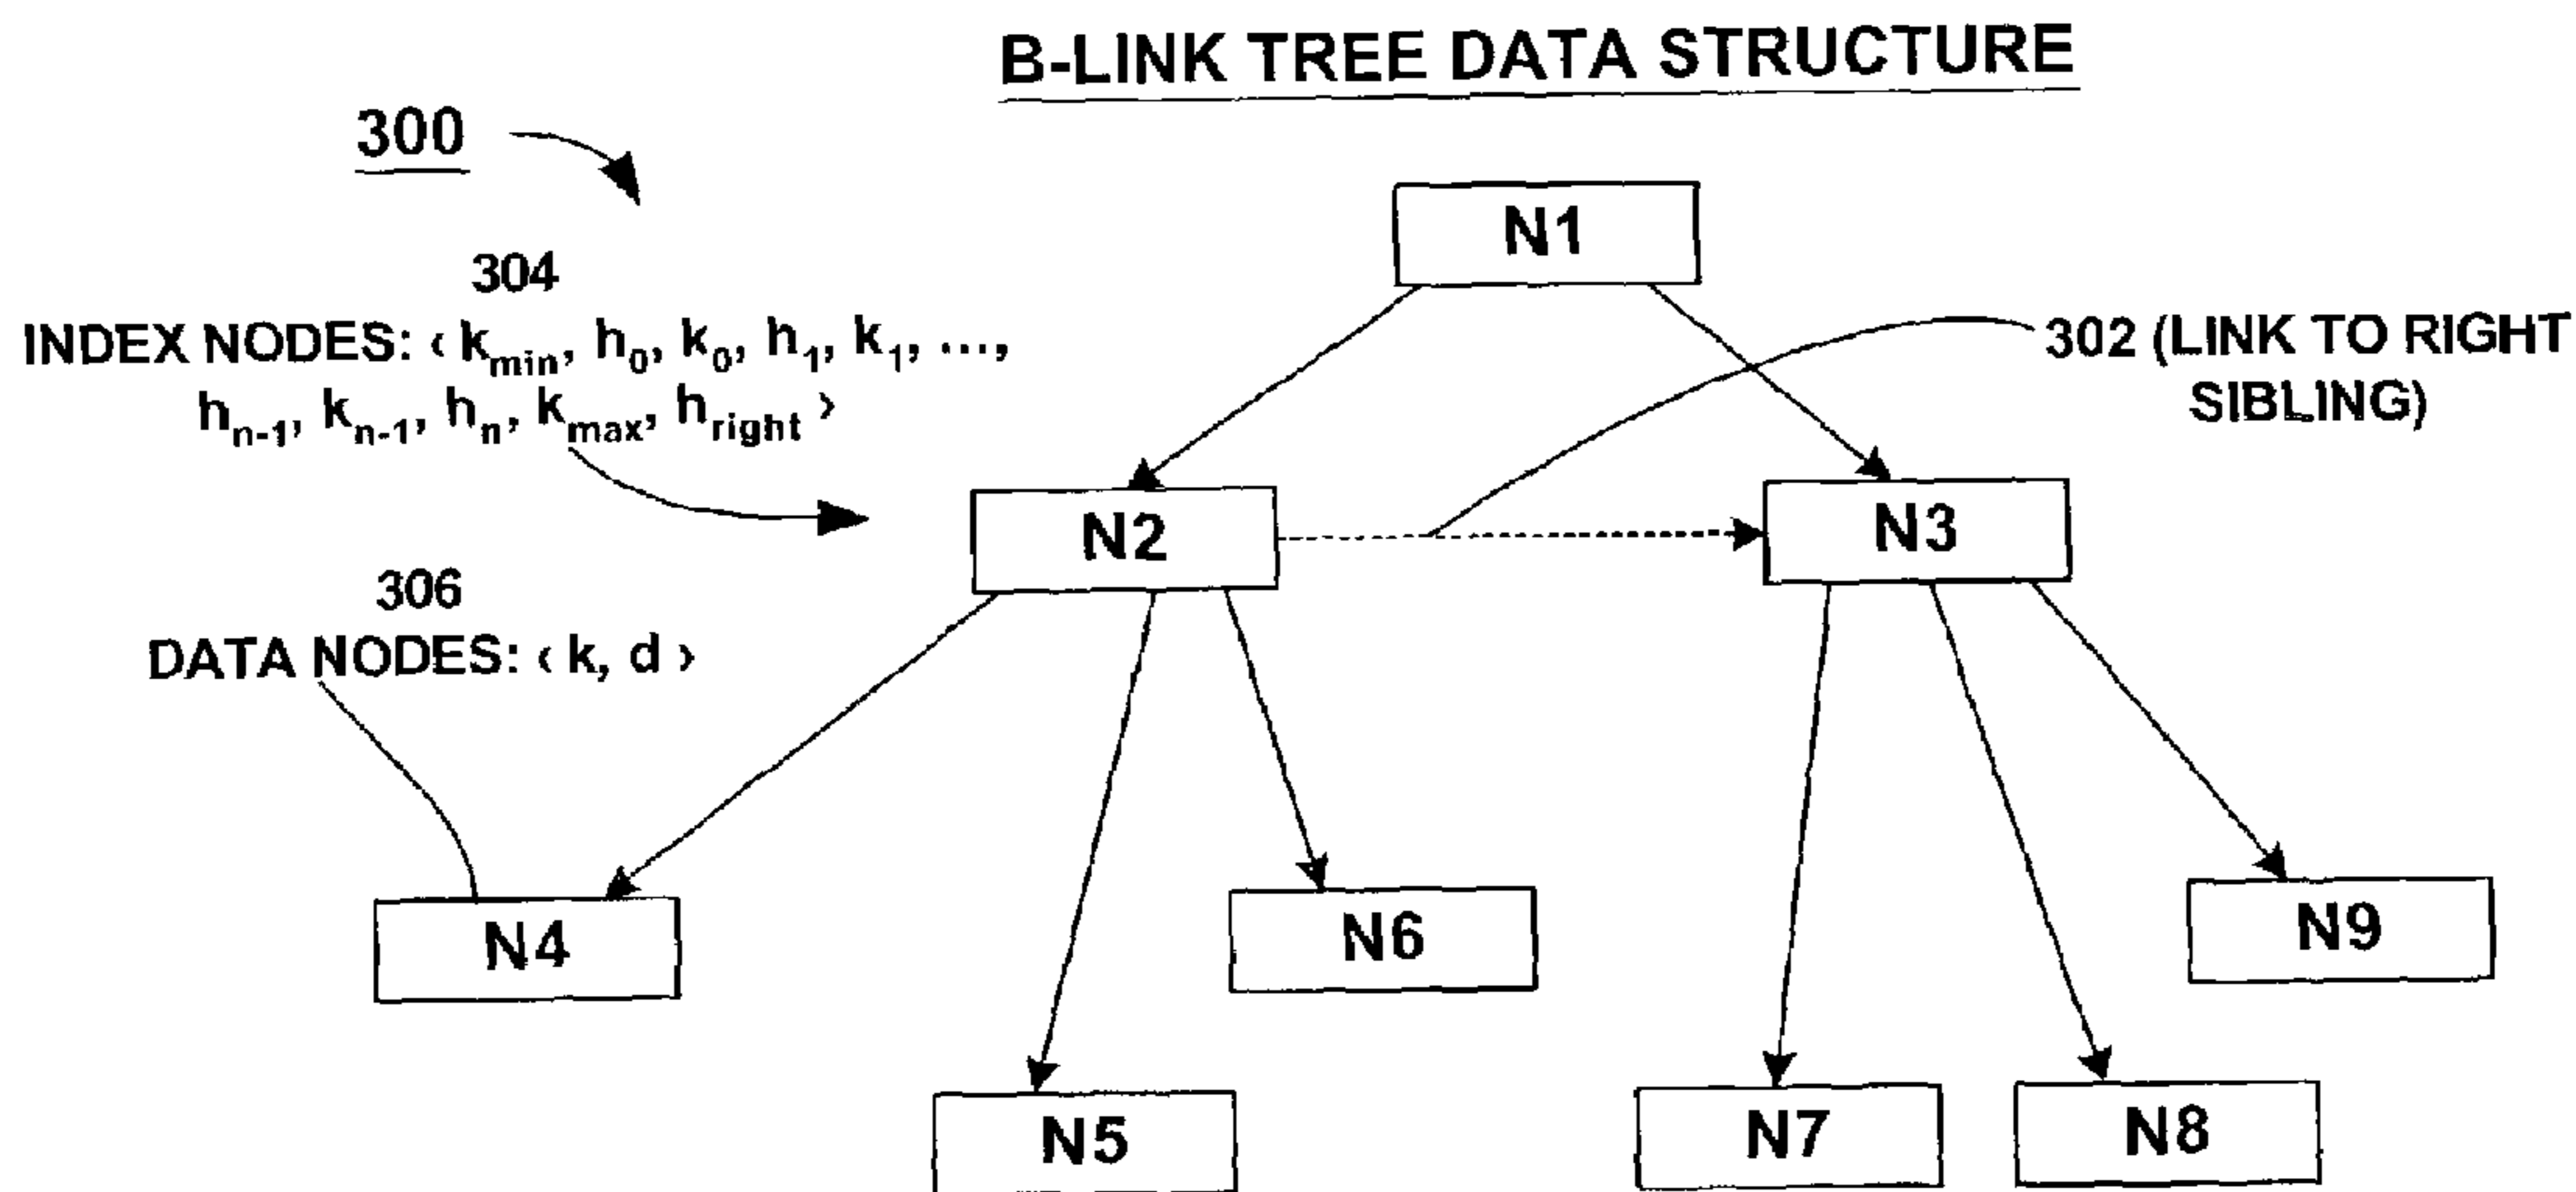 B-LINK TREE DATA STRUCTURE
300
N1
304
INDEX NODES: ‹ k_min, h_0, k_0, h_1, k_1, ...,
h_n-1, k_n-1, h_n, k_max, h_right ›
302 (LINK TO RIGHT
SIBLING)
N2
N3
306
DATA NODES: ‹ k, d ›
N4
N6
N9
N5
N7
N8